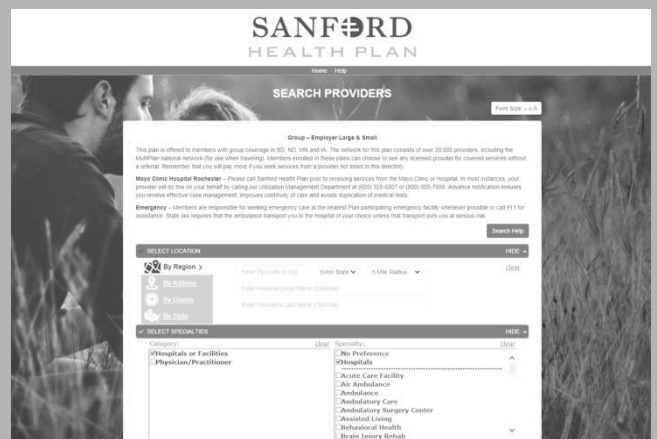 SANFORD
HEALTH PLAN
Home Help
SEARCH PROVIDERS
Font Size: A A A
Group – Employer Large & Small
This plan is offered to members with group coverage in SD, ND, MN and IA. The network for this plan consists of over 20,000 providers, including the
MultiPlan national network (for use when traveling). Members enrolled in these plans can choose to see any licensed provider for covered services without
a referral. Remember that you will pay more if you seek services from a provider not listed in this directory.
Mayo Clinic Hospital Rochester – Please call Sanford Health Plan prior to receiving services from the Mayo Clinic or Hospital. In most instances, your
provider will do this on your behalf by calling our Utilization Management Department at (605) 328-6807 or (800) 805-7938. Advance notification ensures
you receive effective case management, improves continuity of care and avoids duplication of medical tests.
Emergency – Members are responsible for seeking emergency care at the nearest Plan participating emergency facility whenever possible or call 911 for
assistance. State law requires that the ambulance transport you to the hospital of your choice unless that transport puts you at serious risk.
Search Help
SELECT LOCATION HIDE
By Region > Enter Zip Code or City Enter State 5 Mile Radius clear
By Address Enter Hospital/Group Name (Optional)
By County Enter Provider's Last Name (Optional)
By State
SELECT SPECIALTIES HIDE
Category: clear Specialty: clear
Hospitals or Facilities No Preference
Physician/Practitioner Hospitals
Acute Care Facility
Air Ambulance
Ambulance
Ambulatory Care
Ambulatory Surgery Center
Assisted Living
Behavioral Health
Brain Injury Rehab